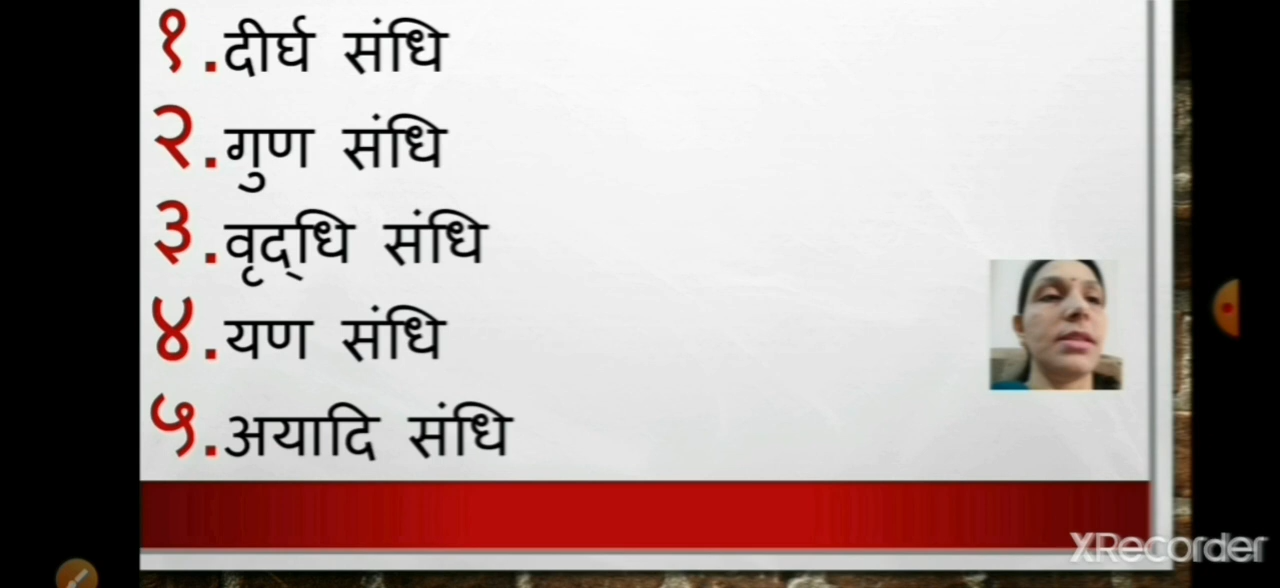 १.दीर्घ संधि
२.गुण संधि
३.वृद्‌धि संधि
४.यण संधि
५.अयादि संधि
XRecorder